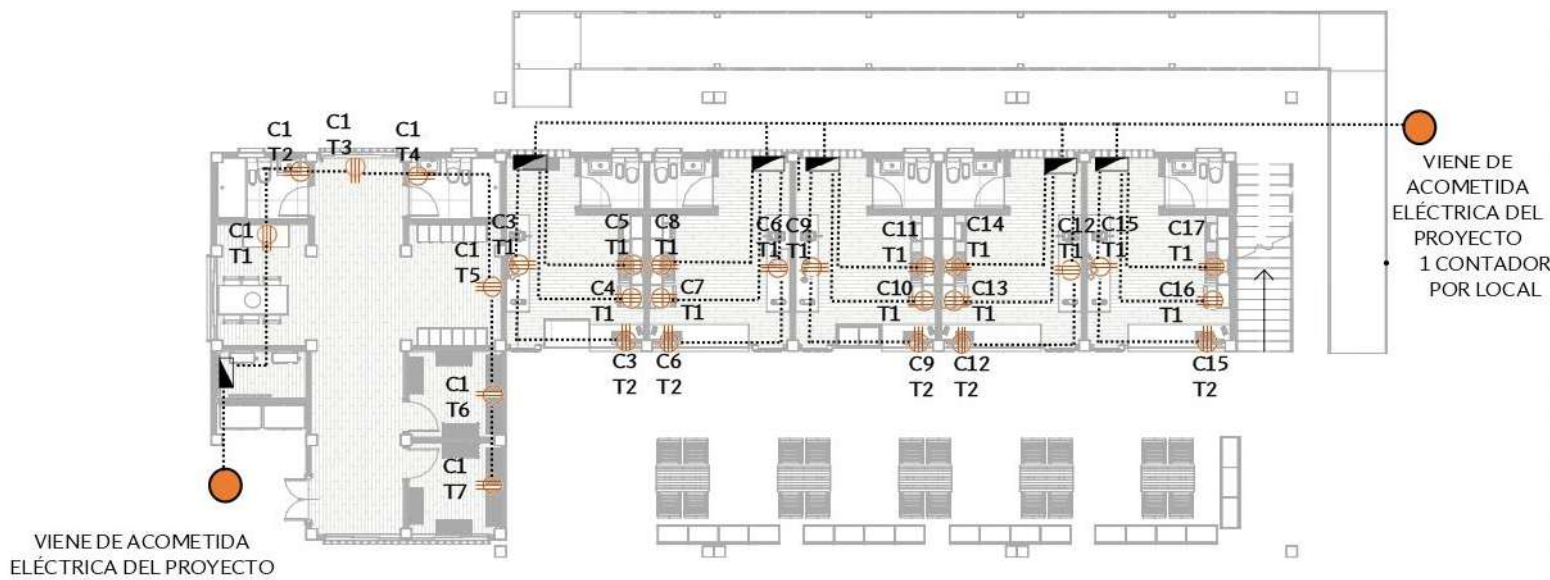 C1
T2
C1
T3
C1
T4
C1
T1
C1
T5
C1
T6
C1
T7
C3
T1
C5
T1
C4
T1
C3
T2
C8
T1
C7
T1
C6
T2
C6
T1
C9
T1
C11
T1
C10
T1
C9
T2
C14
T1
C13
T1
C12
T2
C12
T1
C15
T1
C17
T1
C16
T1
C15
T2
VIENE DE
ACOMETIDA
ELÉCTRICA DEL
PROYECTO
1 CONTADOR
POR LOCAL
VIENE DE ACOMETIDA
ELÉCTRICA DEL PROYECTO